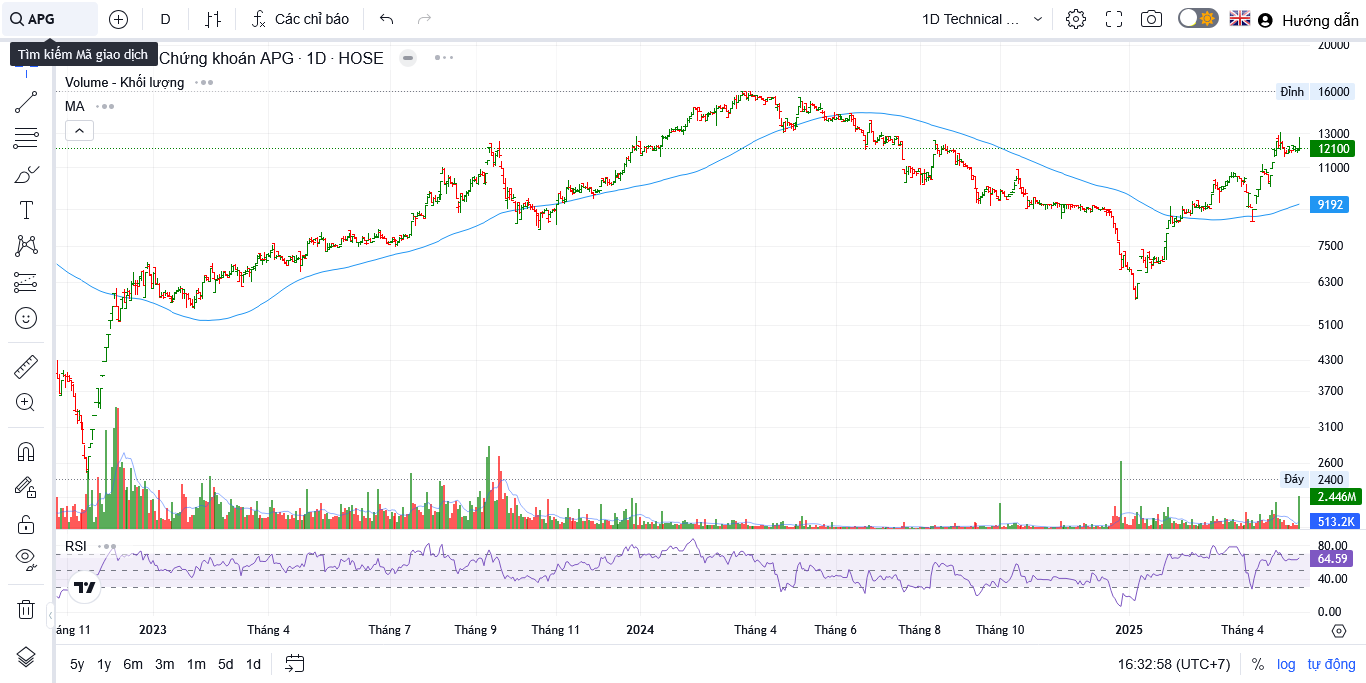 APG
D
Các chỉ báo
1D Technical ...
Hướng dẫn
Tìm kiếm Mã giao dịch
Chứng khoán APG · 1D · HOSE
Volume - Khối lượng
MA
20000
Đỉnh 16000
13000
12100
11000
9192
7500
6300
5100
4300
3700
3100
2600
Đáy 2400
2.446M
513.2K
RSI
80.00
64.59
40.00
0.00
áng 11 2023 Tháng 4 Tháng 7 Tháng 9 Tháng 11 2024 Tháng 4 Tháng 6 Tháng 8 Tháng 10 2025 Tháng 4
5y 1y 6m 3m 1m 5d 1d
16:32:58 (UTC+7) % log tự động